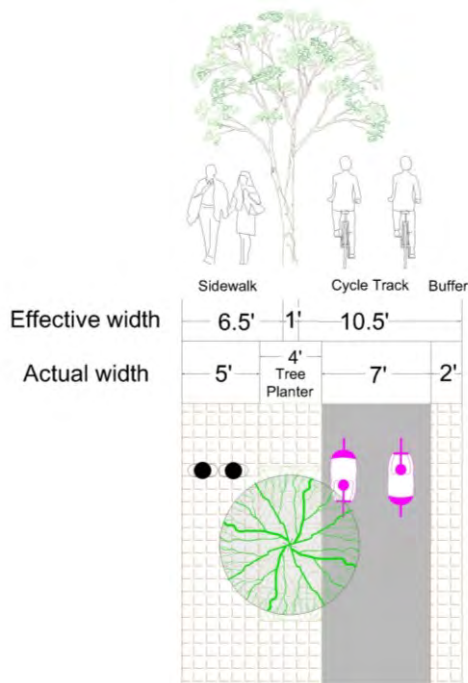 Sidewalk Cycle Track Buffer
Effective width 6.5' 1' 10.5'
Actual width 5' 4' Tree Planter 7' 2'